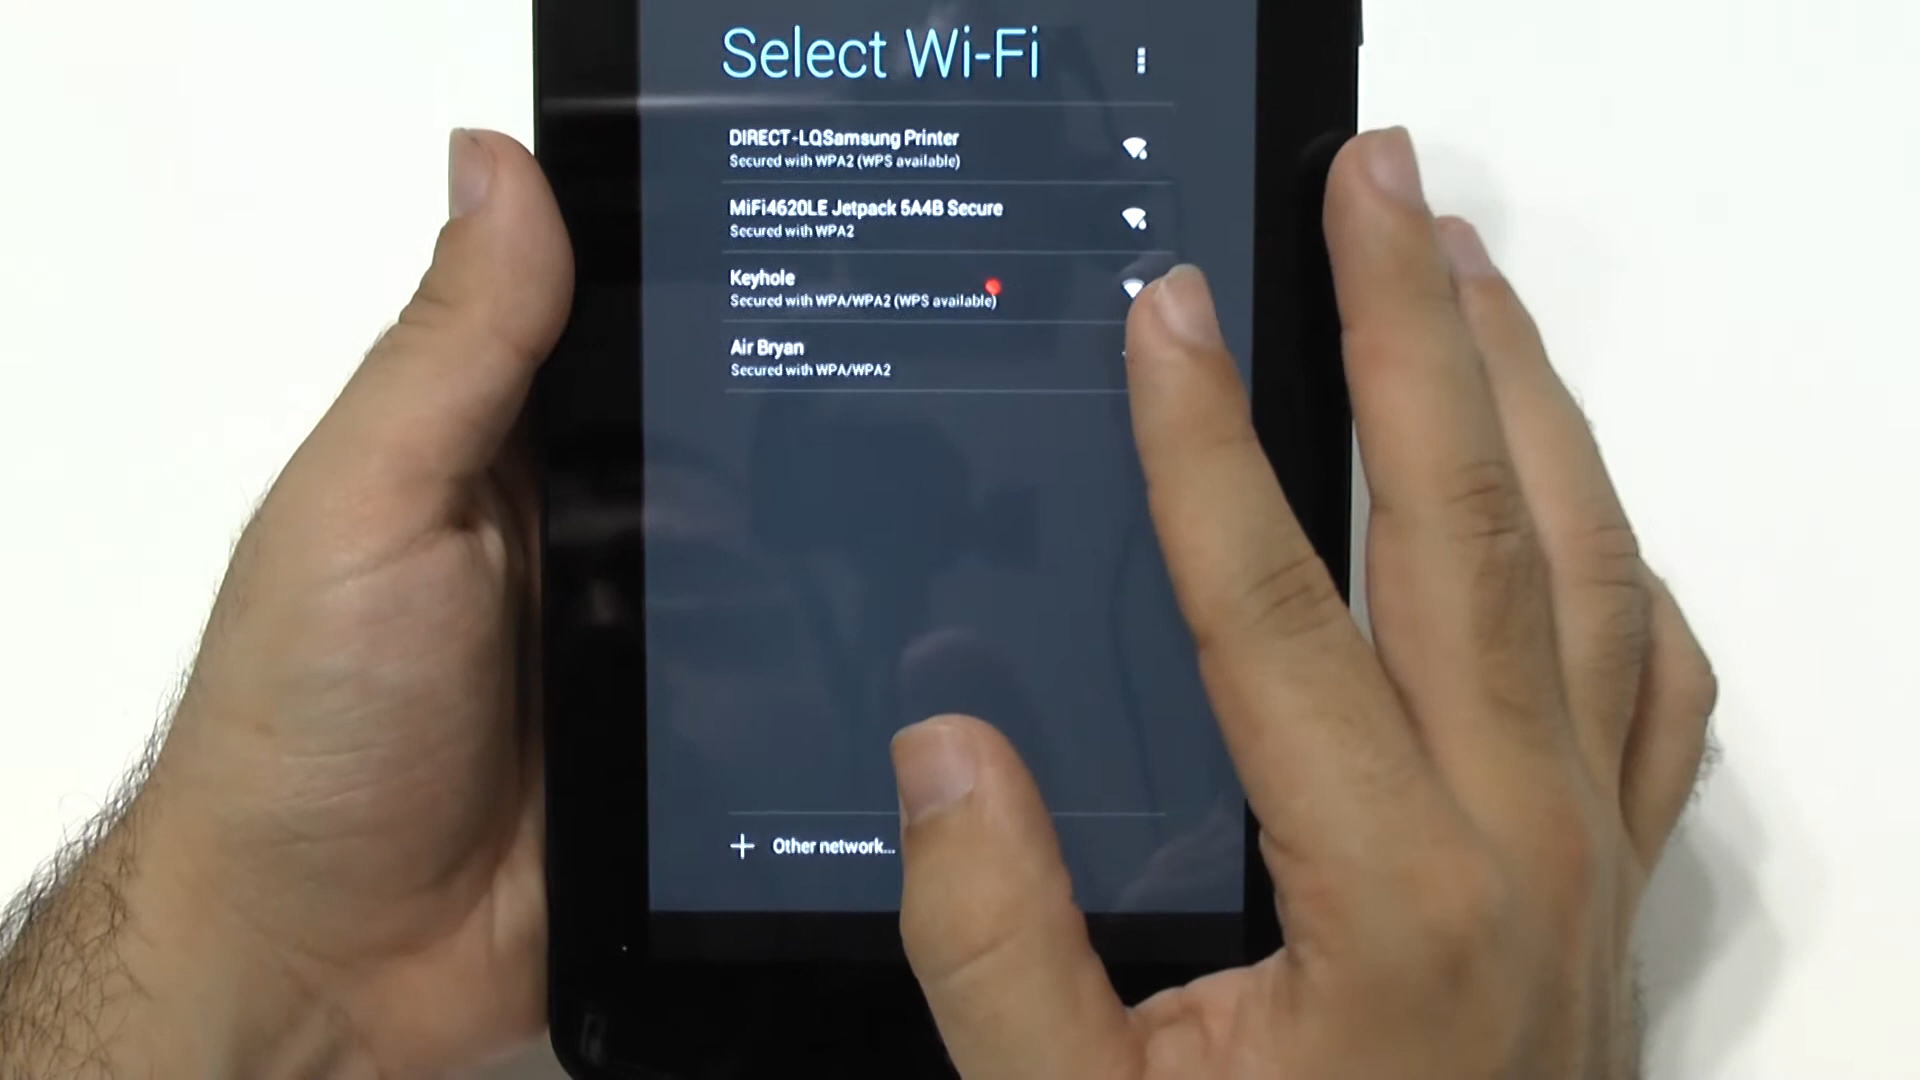 Select Wi-Fi
DIRECT-LQSamsung Printer
Secured with WPA2 (WPS available)
MiFi4620LE Jetpack 5A4B Secure
Secured with WPA2
Keyhole
Secured with WPA/WPA2 (WPS available)
Air Bryan
Secured with WPA/WPA2
+ Other network...